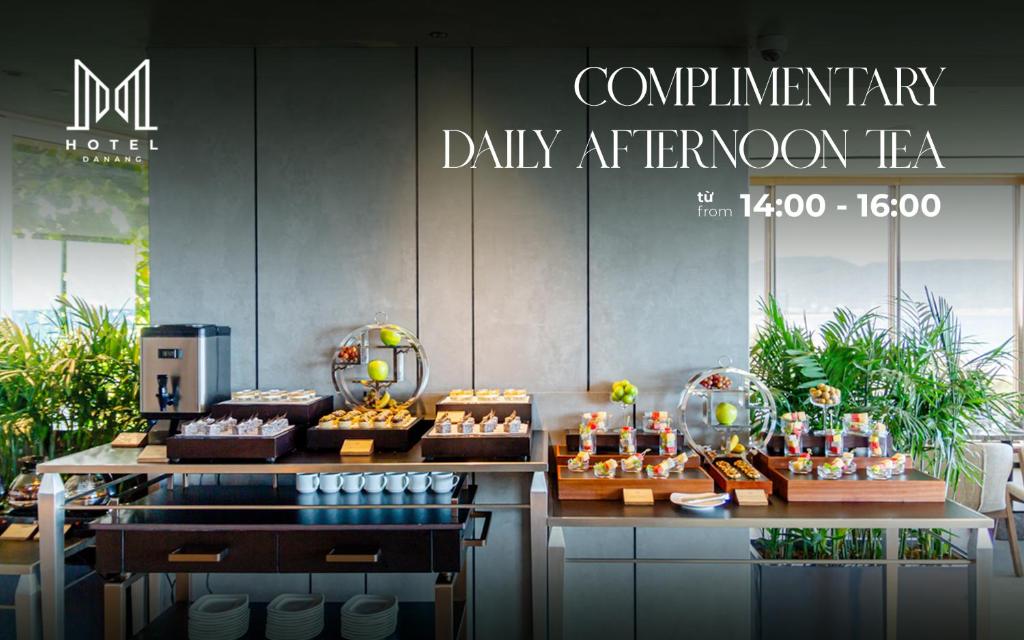 M
HOTEL
DANANG
COMPLIMENTARY
DAILY AFTERNOON TEA
từ
from 14:00 - 16:00